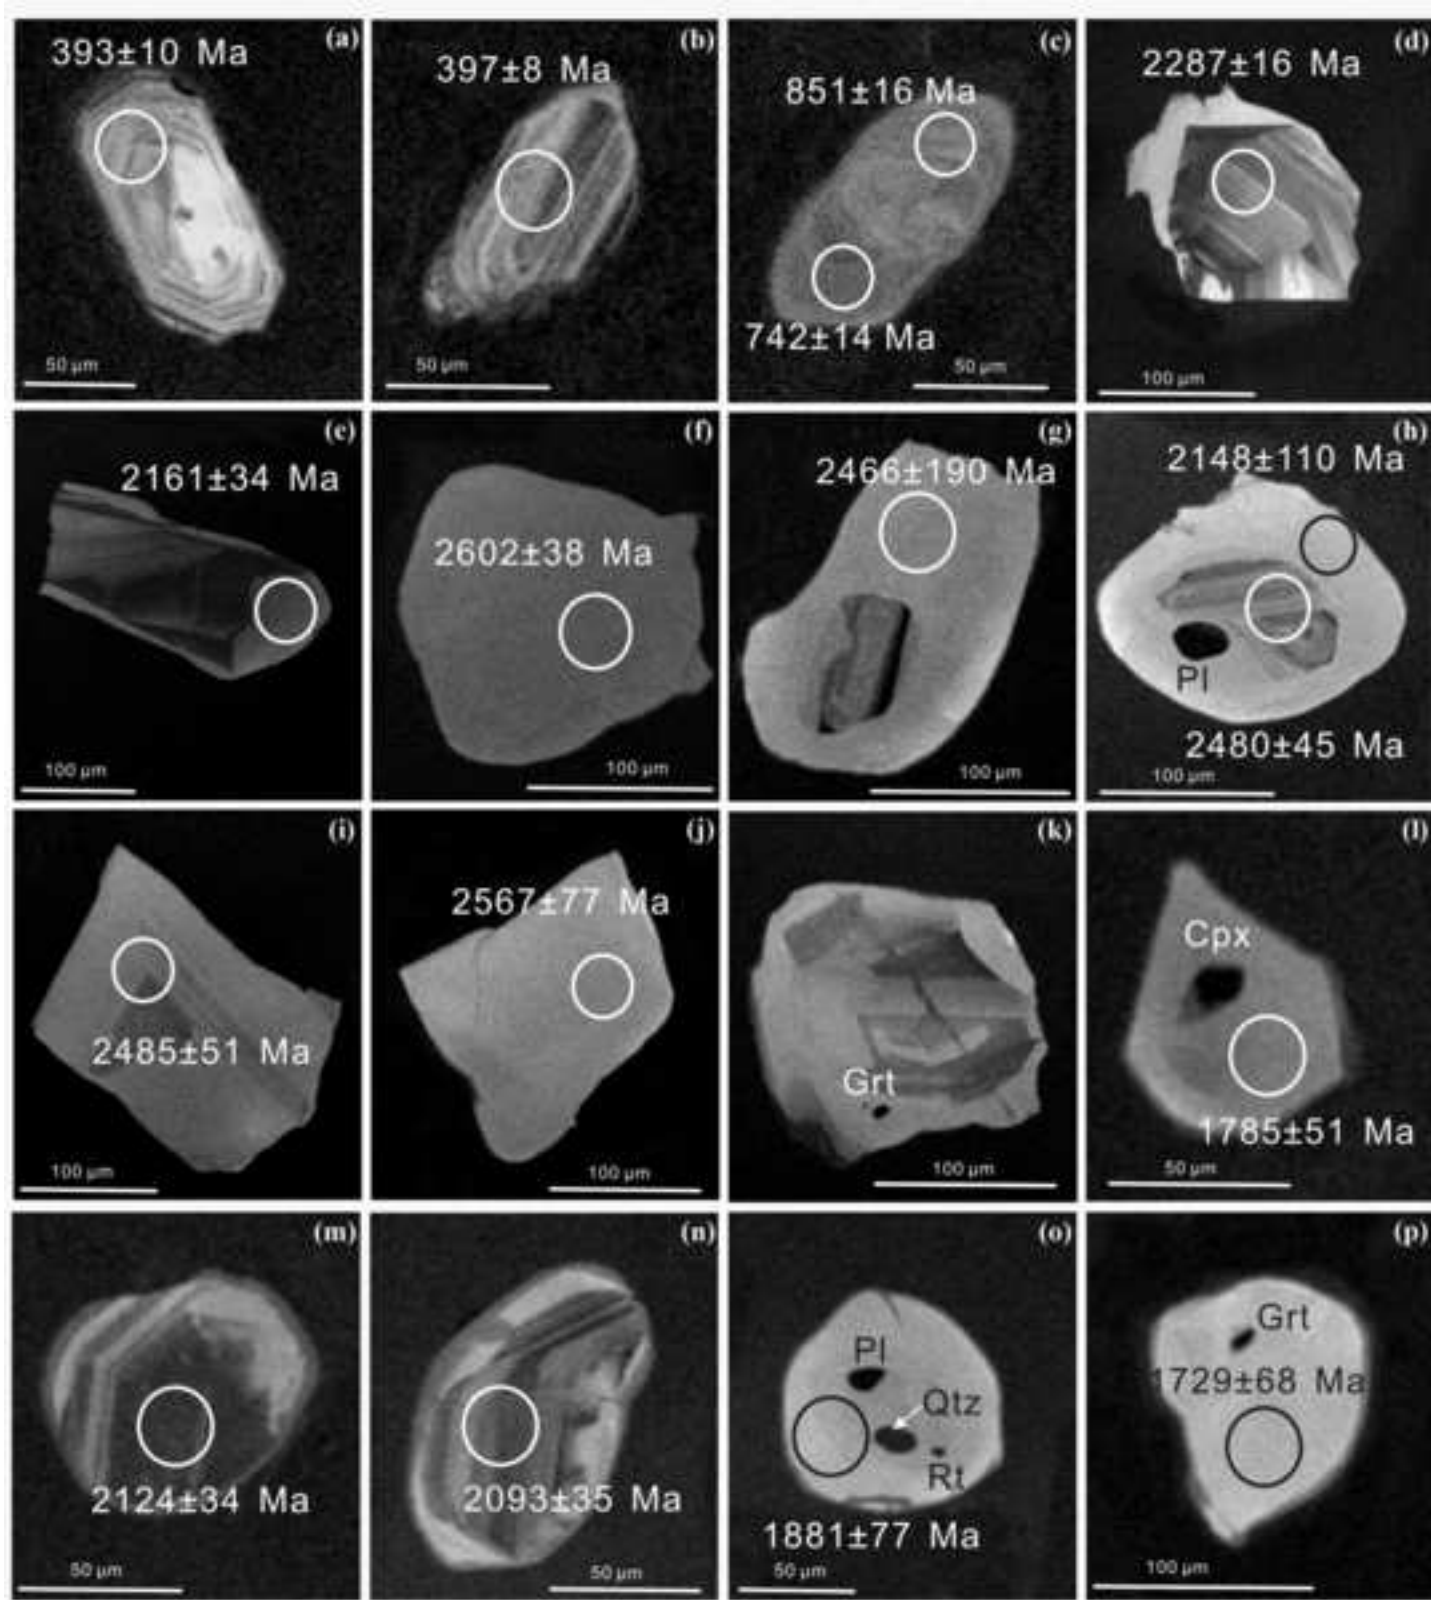 (a)
393±10 Ma
50 µm
(b)
397±8 Ma
50 µm
(c)
851±16 Ma
742±14 Ma
50 µm
(d)
2287±16 Ma
100 µm
(e)
2161±34 Ma
100 µm
(f)
2602±38 Ma
100 µm
(g)
2466±190 Ma
100 µm
(h)
2148±110 Ma
Pl
2480±45 Ma
100 µm
(i)
2485±51 Ma
100 µm
(j)
2567±77 Ma
100 µm
(k)
Grt
100 µm
(l)
Cpx
1785±51 Ma
50 µm
(m)
2124±34 Ma
50 µm
(n)
2093±35 Ma
50 µm
(o)
Pl
Qtz
Rt
1881±77 Ma
50 µm
(p)
Grt
1729±68 Ma
100 µm